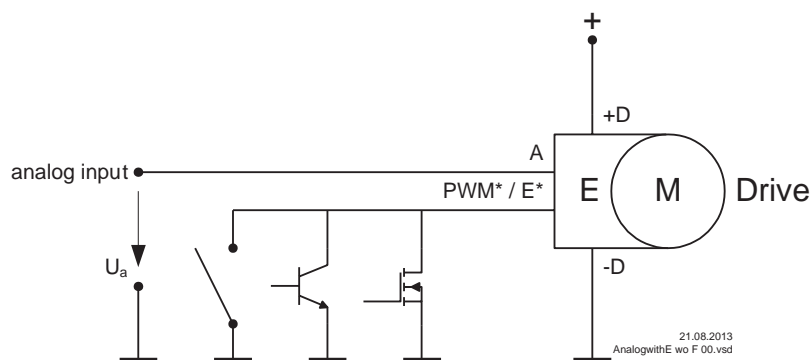 +
+D
A
analog input
PWM* / E*
E
M
Drive
Uₐ
-D
21.08.2013
AnalogwithE wo F 00.vsd